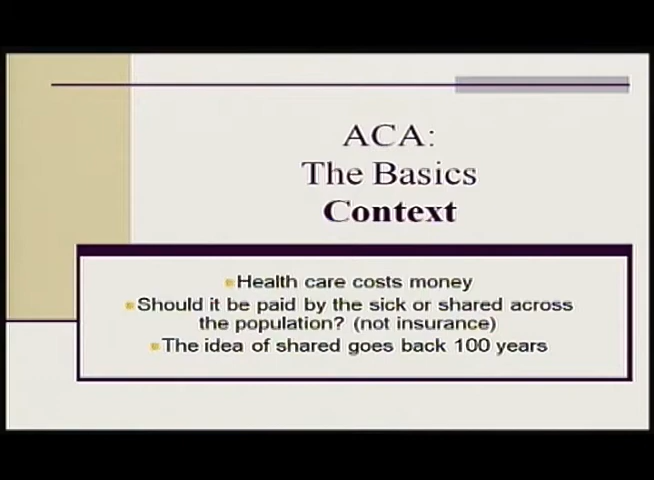 ACA:
The Basics
Context
Health care costs money
Should it be paid by the sick or shared across
the population? (not insurance)
The idea of shared goes back 100 years